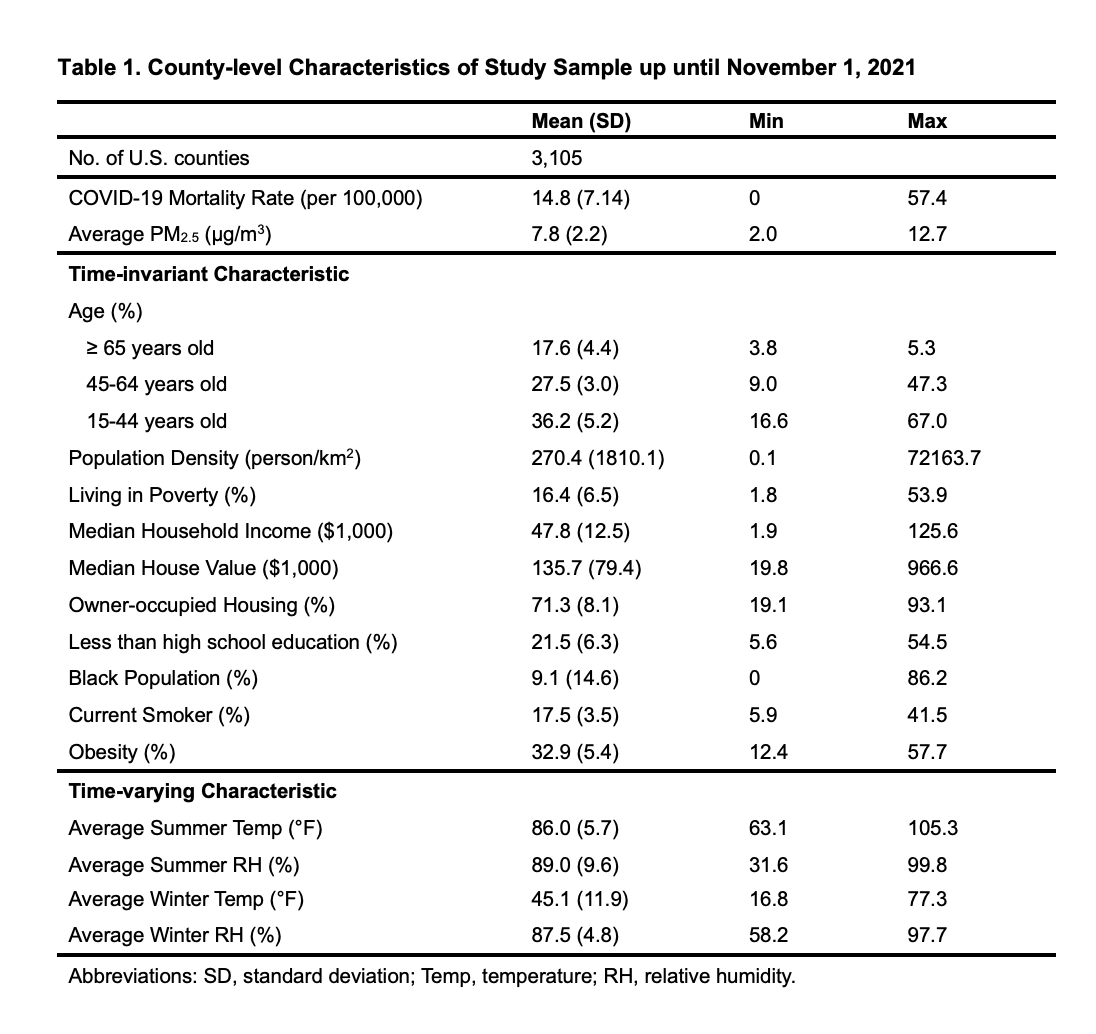 Table 1. County-level Characteristics of Study Sample up until November 1, 2021
Mean (SD) Min Max
No. of U.S. counties 3,105
COVID-19 Mortality Rate (per 100,000) 14.8 (7.14) 0 57.4
Average PM₂.₅ (µg/m³) 7.8 (2.2) 2.0 12.7
Time-invariant Characteristic
Age (%)
≥ 65 years old 17.6 (4.4) 3.8 5.3
45-64 years old 27.5 (3.0) 9.0 47.3
15-44 years old 36.2 (5.2) 16.6 67.0
Population Density (person/km²) 270.4 (1810.1) 0.1 72163.7
Living in Poverty (%) 16.4 (6.5) 1.8 53.9
Median Household Income ($1,000) 47.8 (12.5) 1.9 125.6
Median House Value ($1,000) 135.7 (79.4) 19.8 966.6
Owner-occupied Housing (%) 71.3 (8.1) 19.1 93.1
Less than high school education (%) 21.5 (6.3) 5.6 54.5
Black Population (%) 9.1 (14.6) 0 86.2
Current Smoker (%) 17.5 (3.5) 5.9 41.5
Obesity (%) 32.9 (5.4) 12.4 57.7
Time-varying Characteristic
Average Summer Temp (°F) 86.0 (5.7) 63.1 105.3
Average Summer RH (%) 89.0 (9.6) 31.6 99.8
Average Winter Temp (°F) 45.1 (11.9) 16.8 77.3
Average Winter RH (%) 87.5 (4.8) 58.2 97.7
Abbreviations: SD, standard deviation; Temp, temperature; RH, relative humidity.